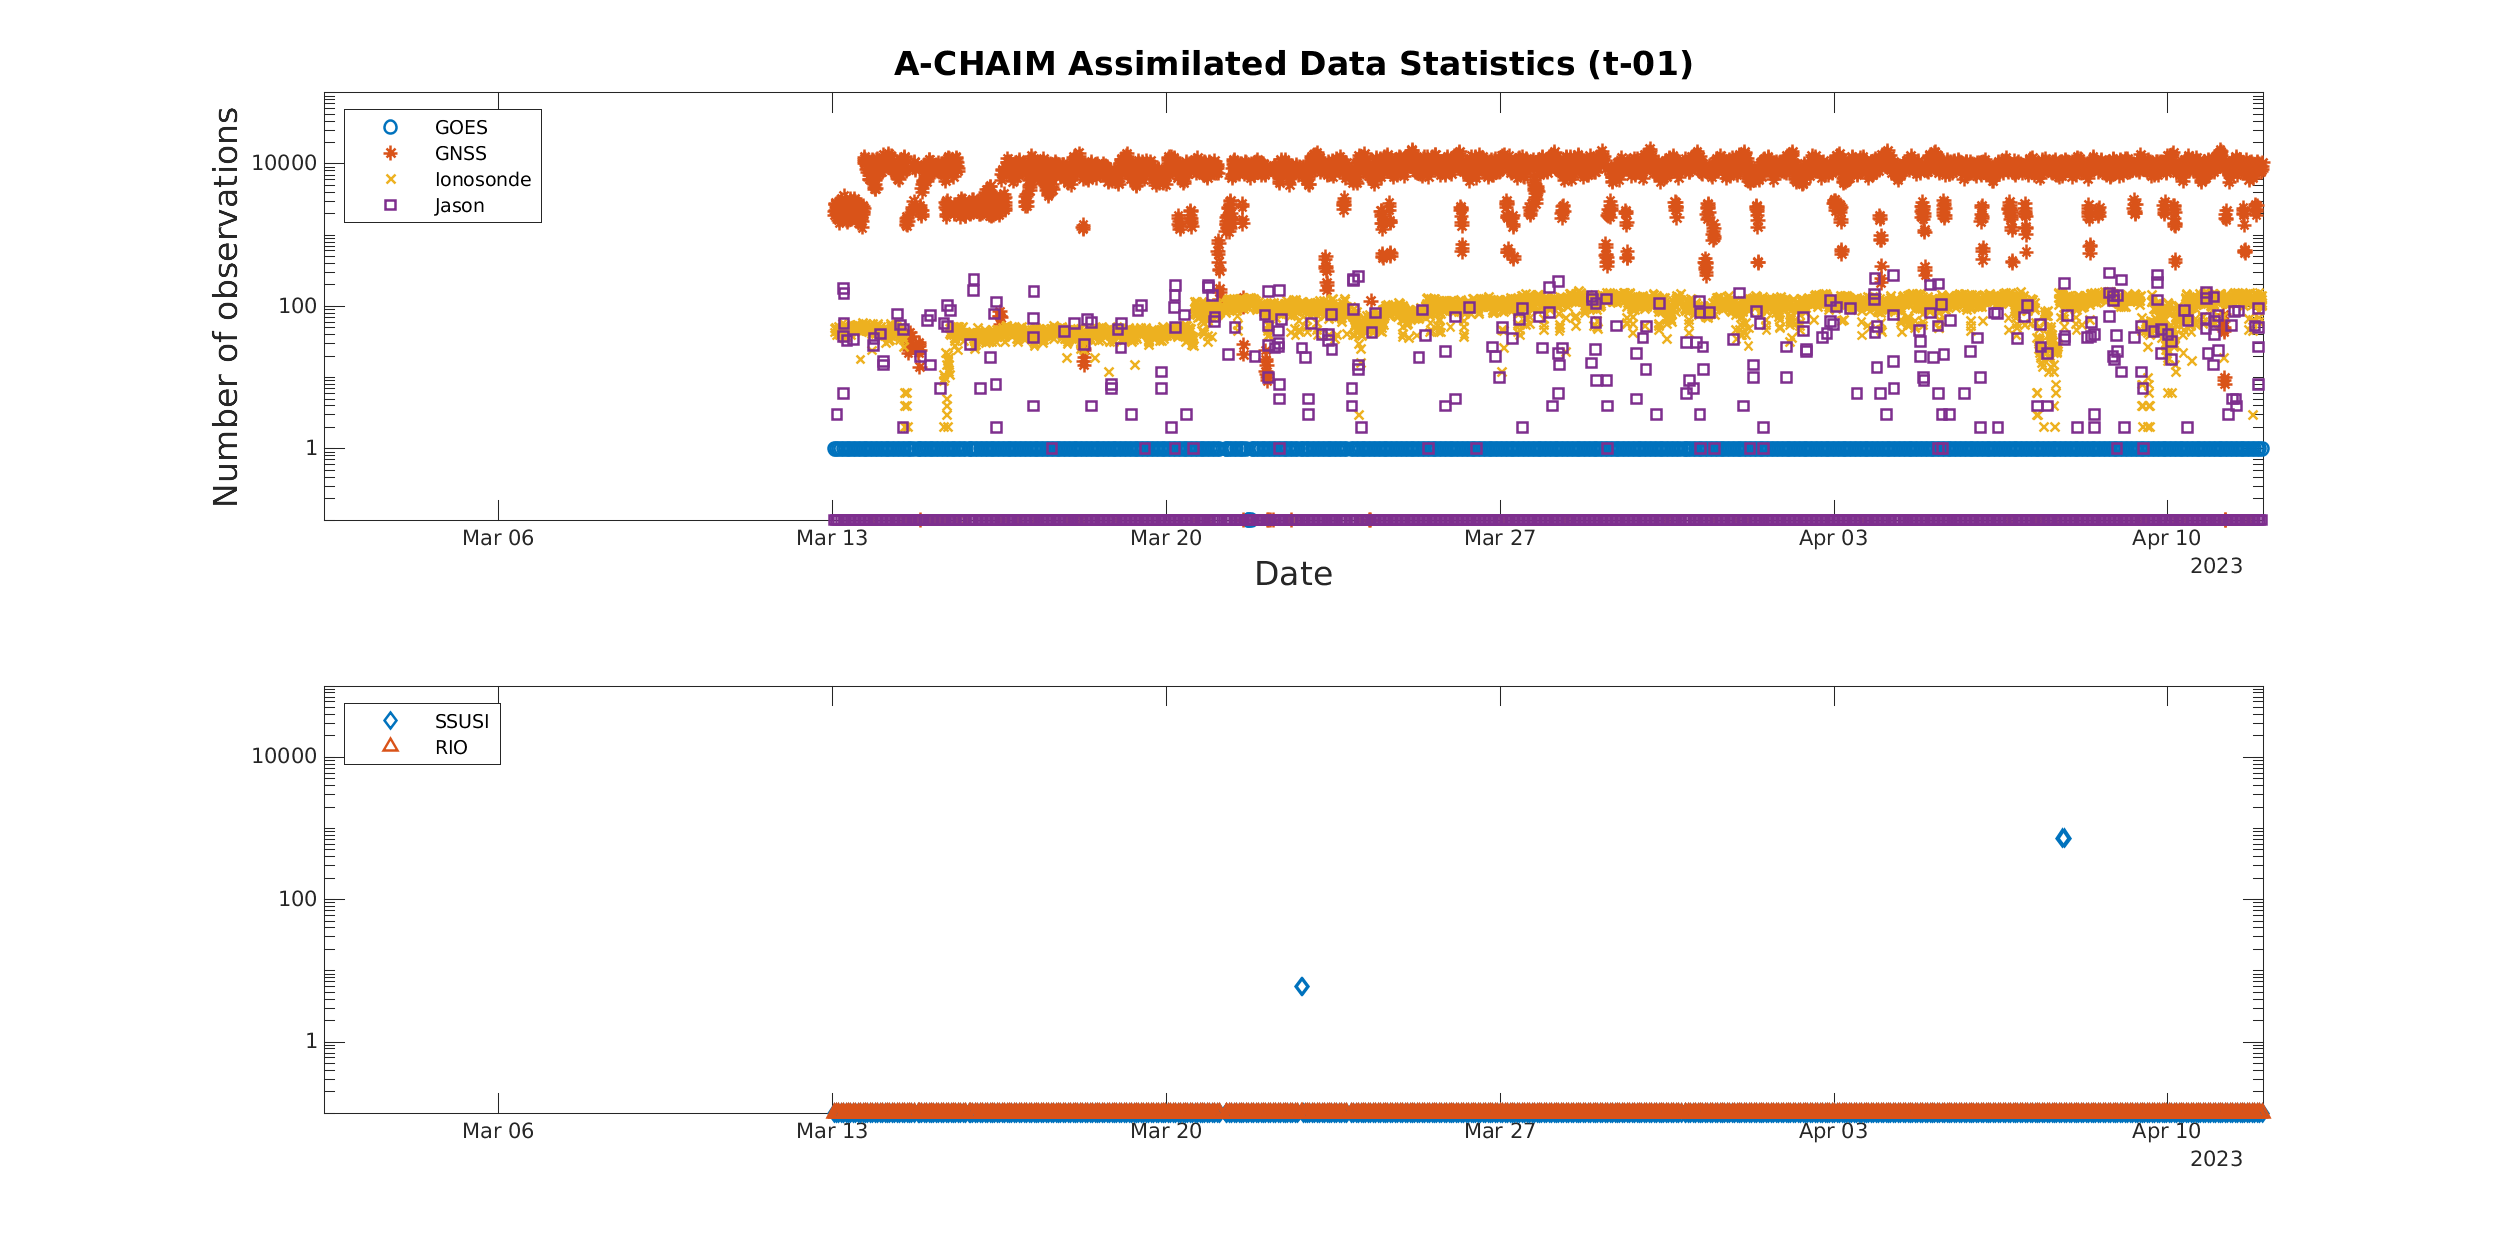 A-CHAIM Assimilated Data Statistics (t-01)
Number of observations
10000
100
1
GOES
GNSS
Ionosonde
Jason
Mar 06
Mar 13
Mar 20
Mar 27
Apr 03
Apr 10
2023
Date
10000
100
1
SSUSI
RIO
Mar 06
Mar 13
Mar 20
Mar 27
Apr 03
Apr 10
2023